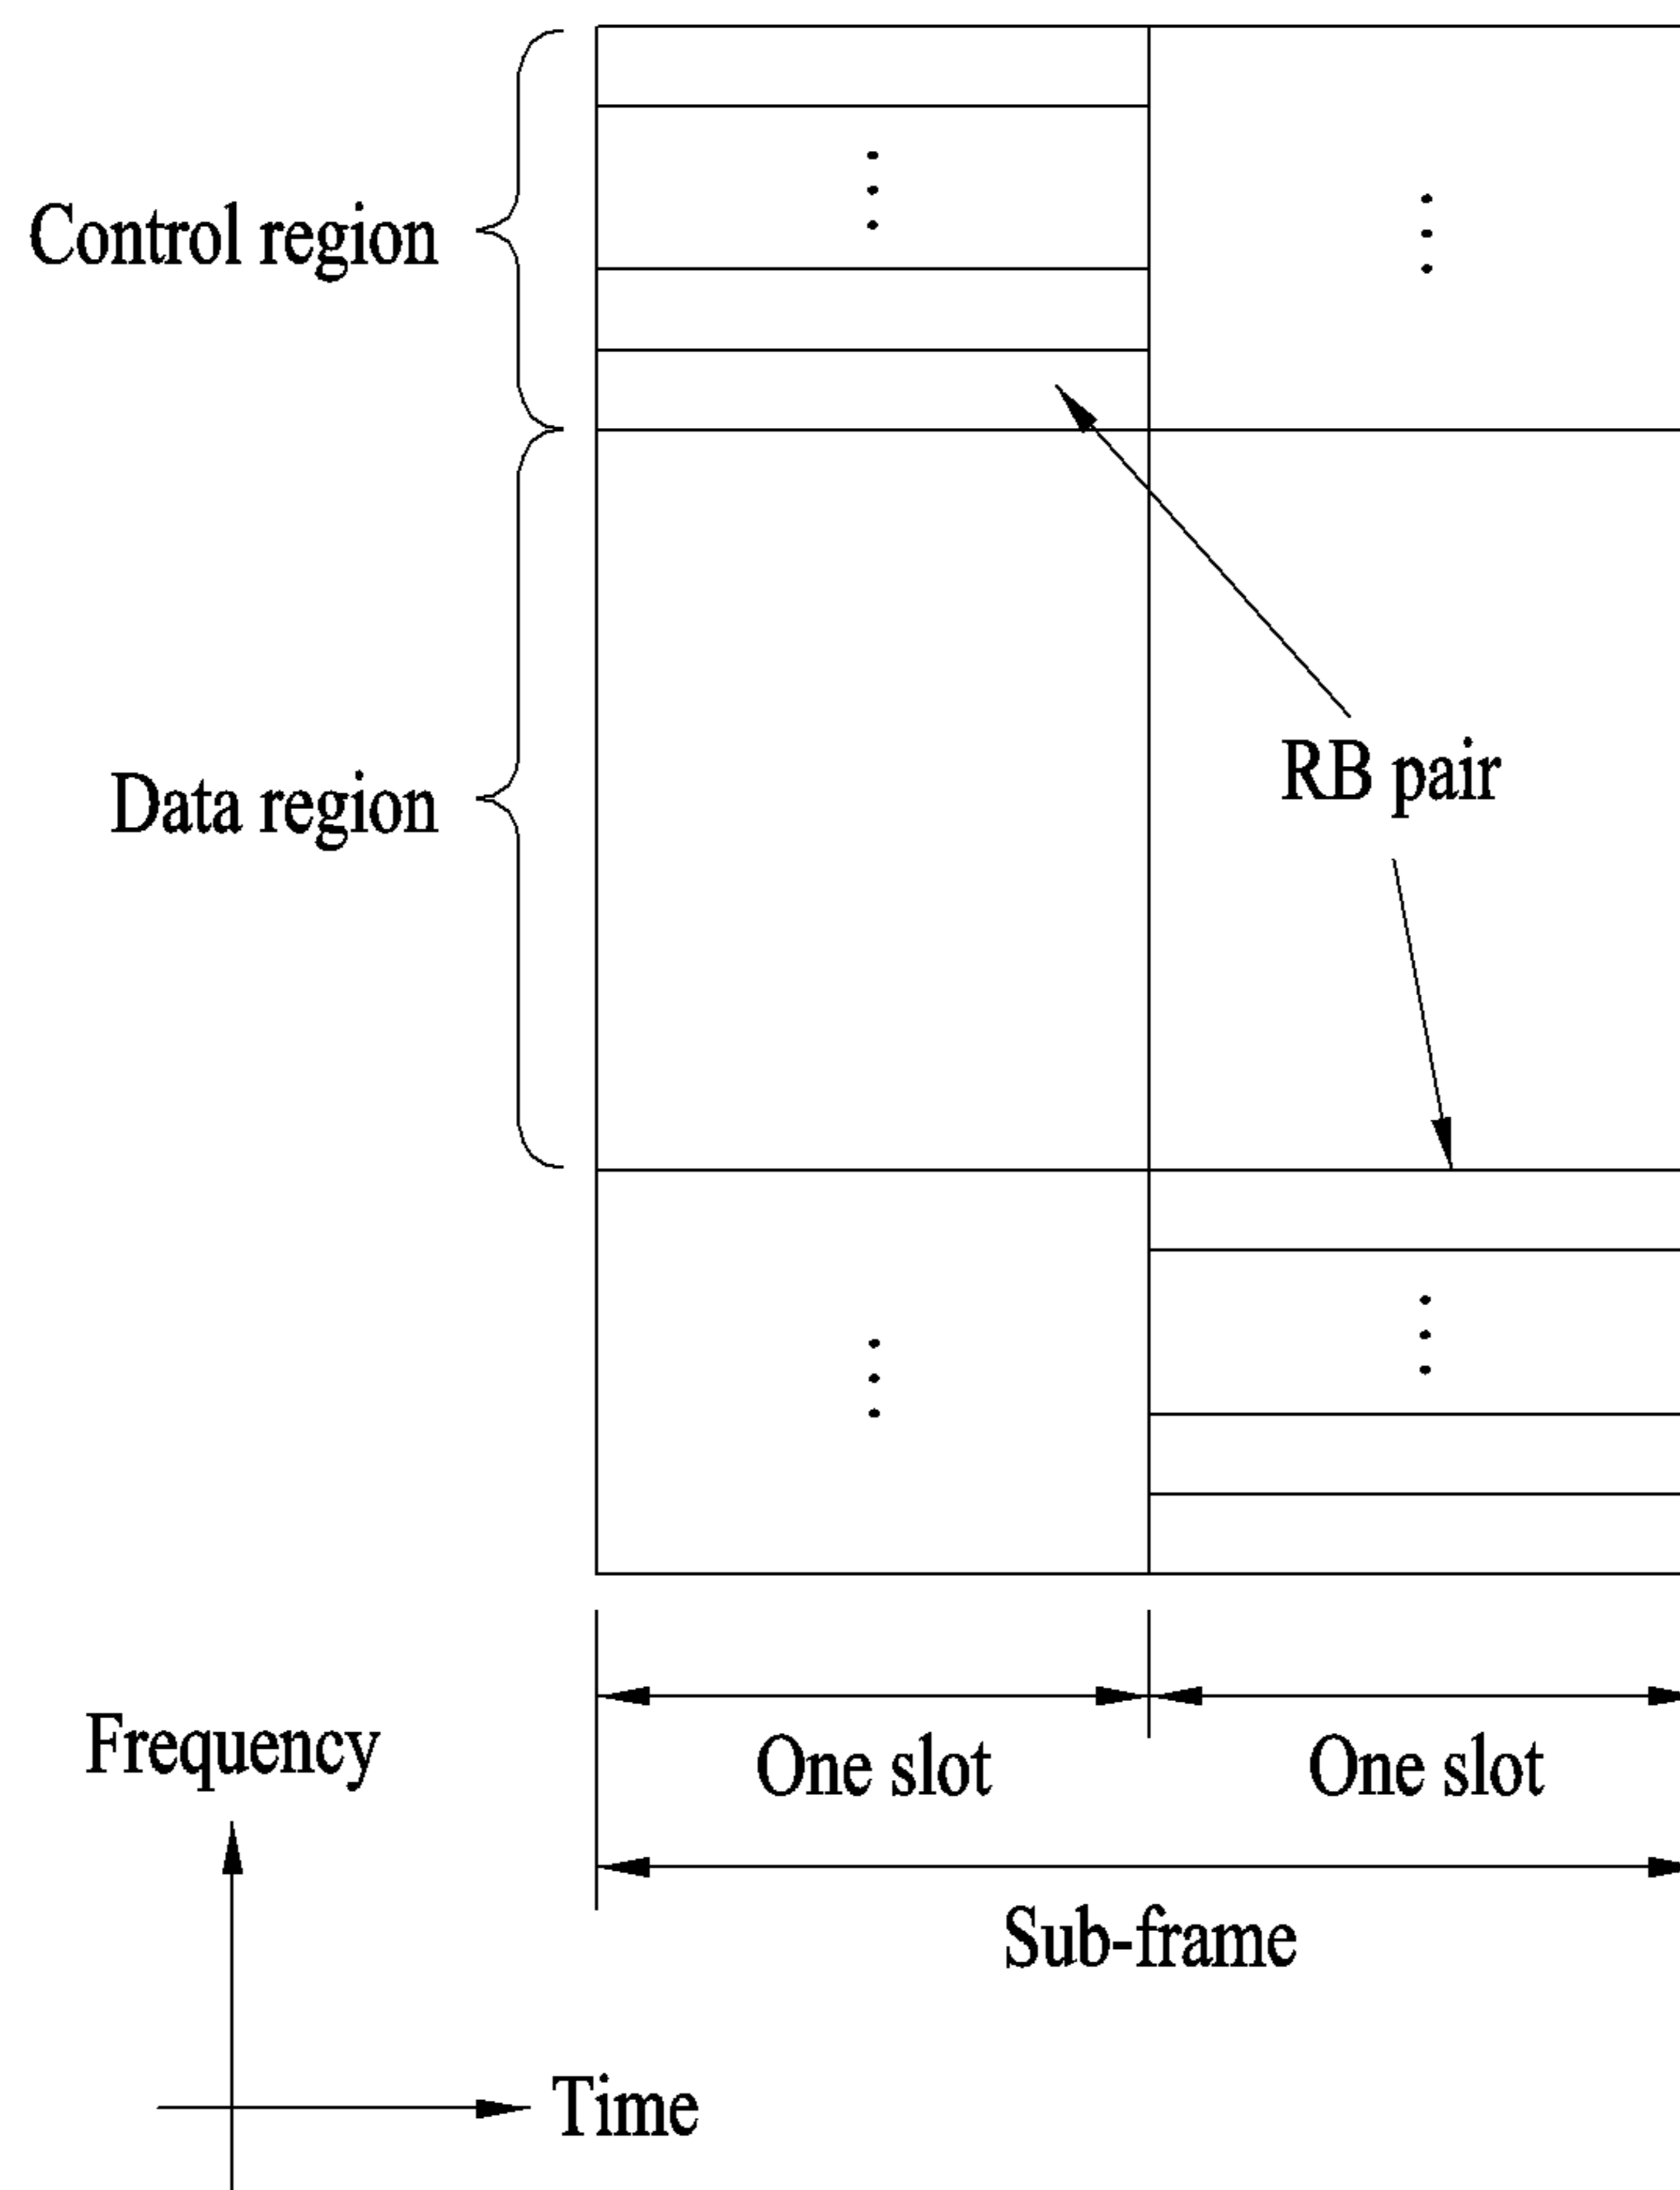 Control region
Data region
RB pair
Frequency
One slot
One slot
Sub-frame
Time